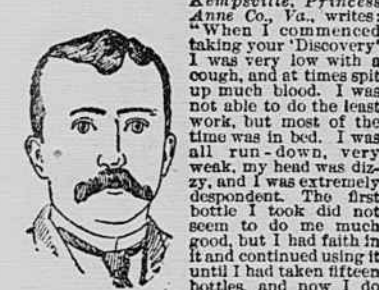 Kempsville, Princess
Anne Co., Va., writes:
"When I commenced
taking your 'Discovery'
I was very low with a
cough, and at times spit
up much blood. I was
not able to do the least
work, but most of the
time was in bed. I was
all run-down, very
weak, my head was diz-
zy, and I was extremely
despondent. The first
bottle I took did not
seem to do me much
good, but I had faith in
it and continued using it
until I had taken fifteen
bottles, and now I do